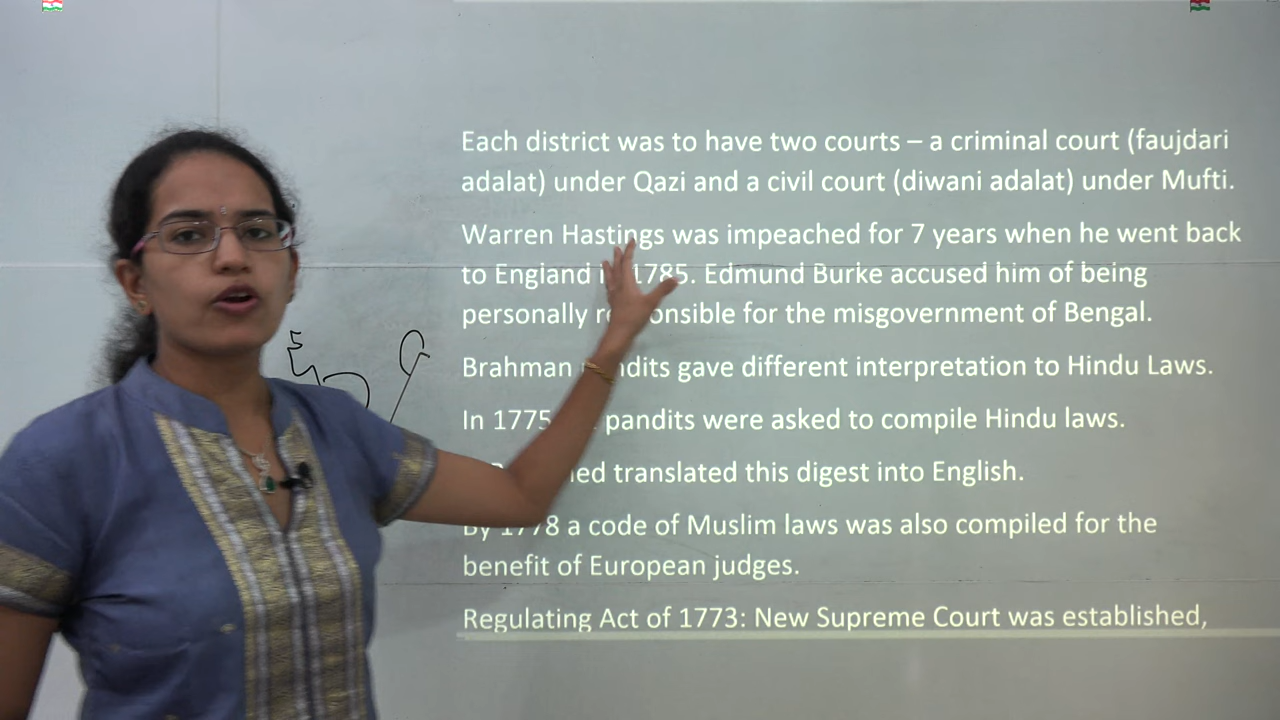 Each district was to have two courts – a criminal court (faujdari
adalat) under Qazi and a civil court (diwani adalat) under Mufti.
Warren Hastings was impeached for 7 years when he went back
to England 1785. Edmund Burke accused him of being
personally responsible for the misgovernment of Bengal.
Brahman pandits gave different interpretation to Hindu Laws.
In 1775 pandits were asked to compile Hindu laws.
translated this digest into English.
By 1778 a code of Muslim laws was also compiled for the
benefit of European judges.
Regulating Act of 1773: New Supreme Court was established,